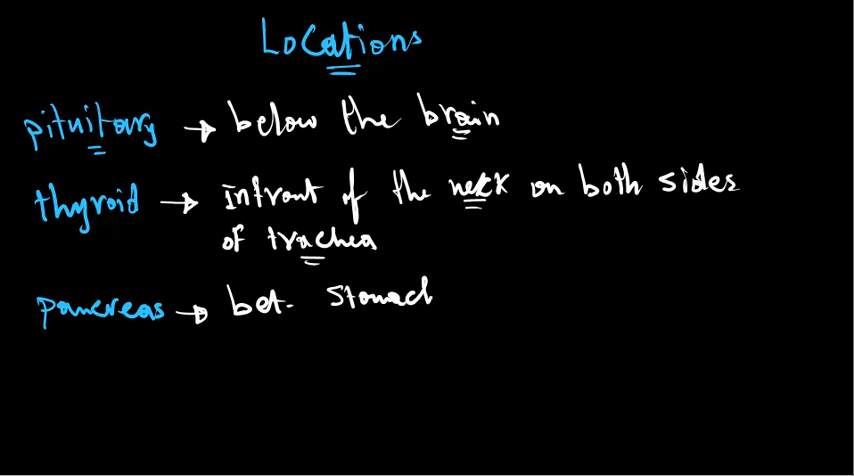 Locations
pituitary → below the brain
thyroid → Infront of the neck on both sides
of trachea
pancreas → bet. Stomach